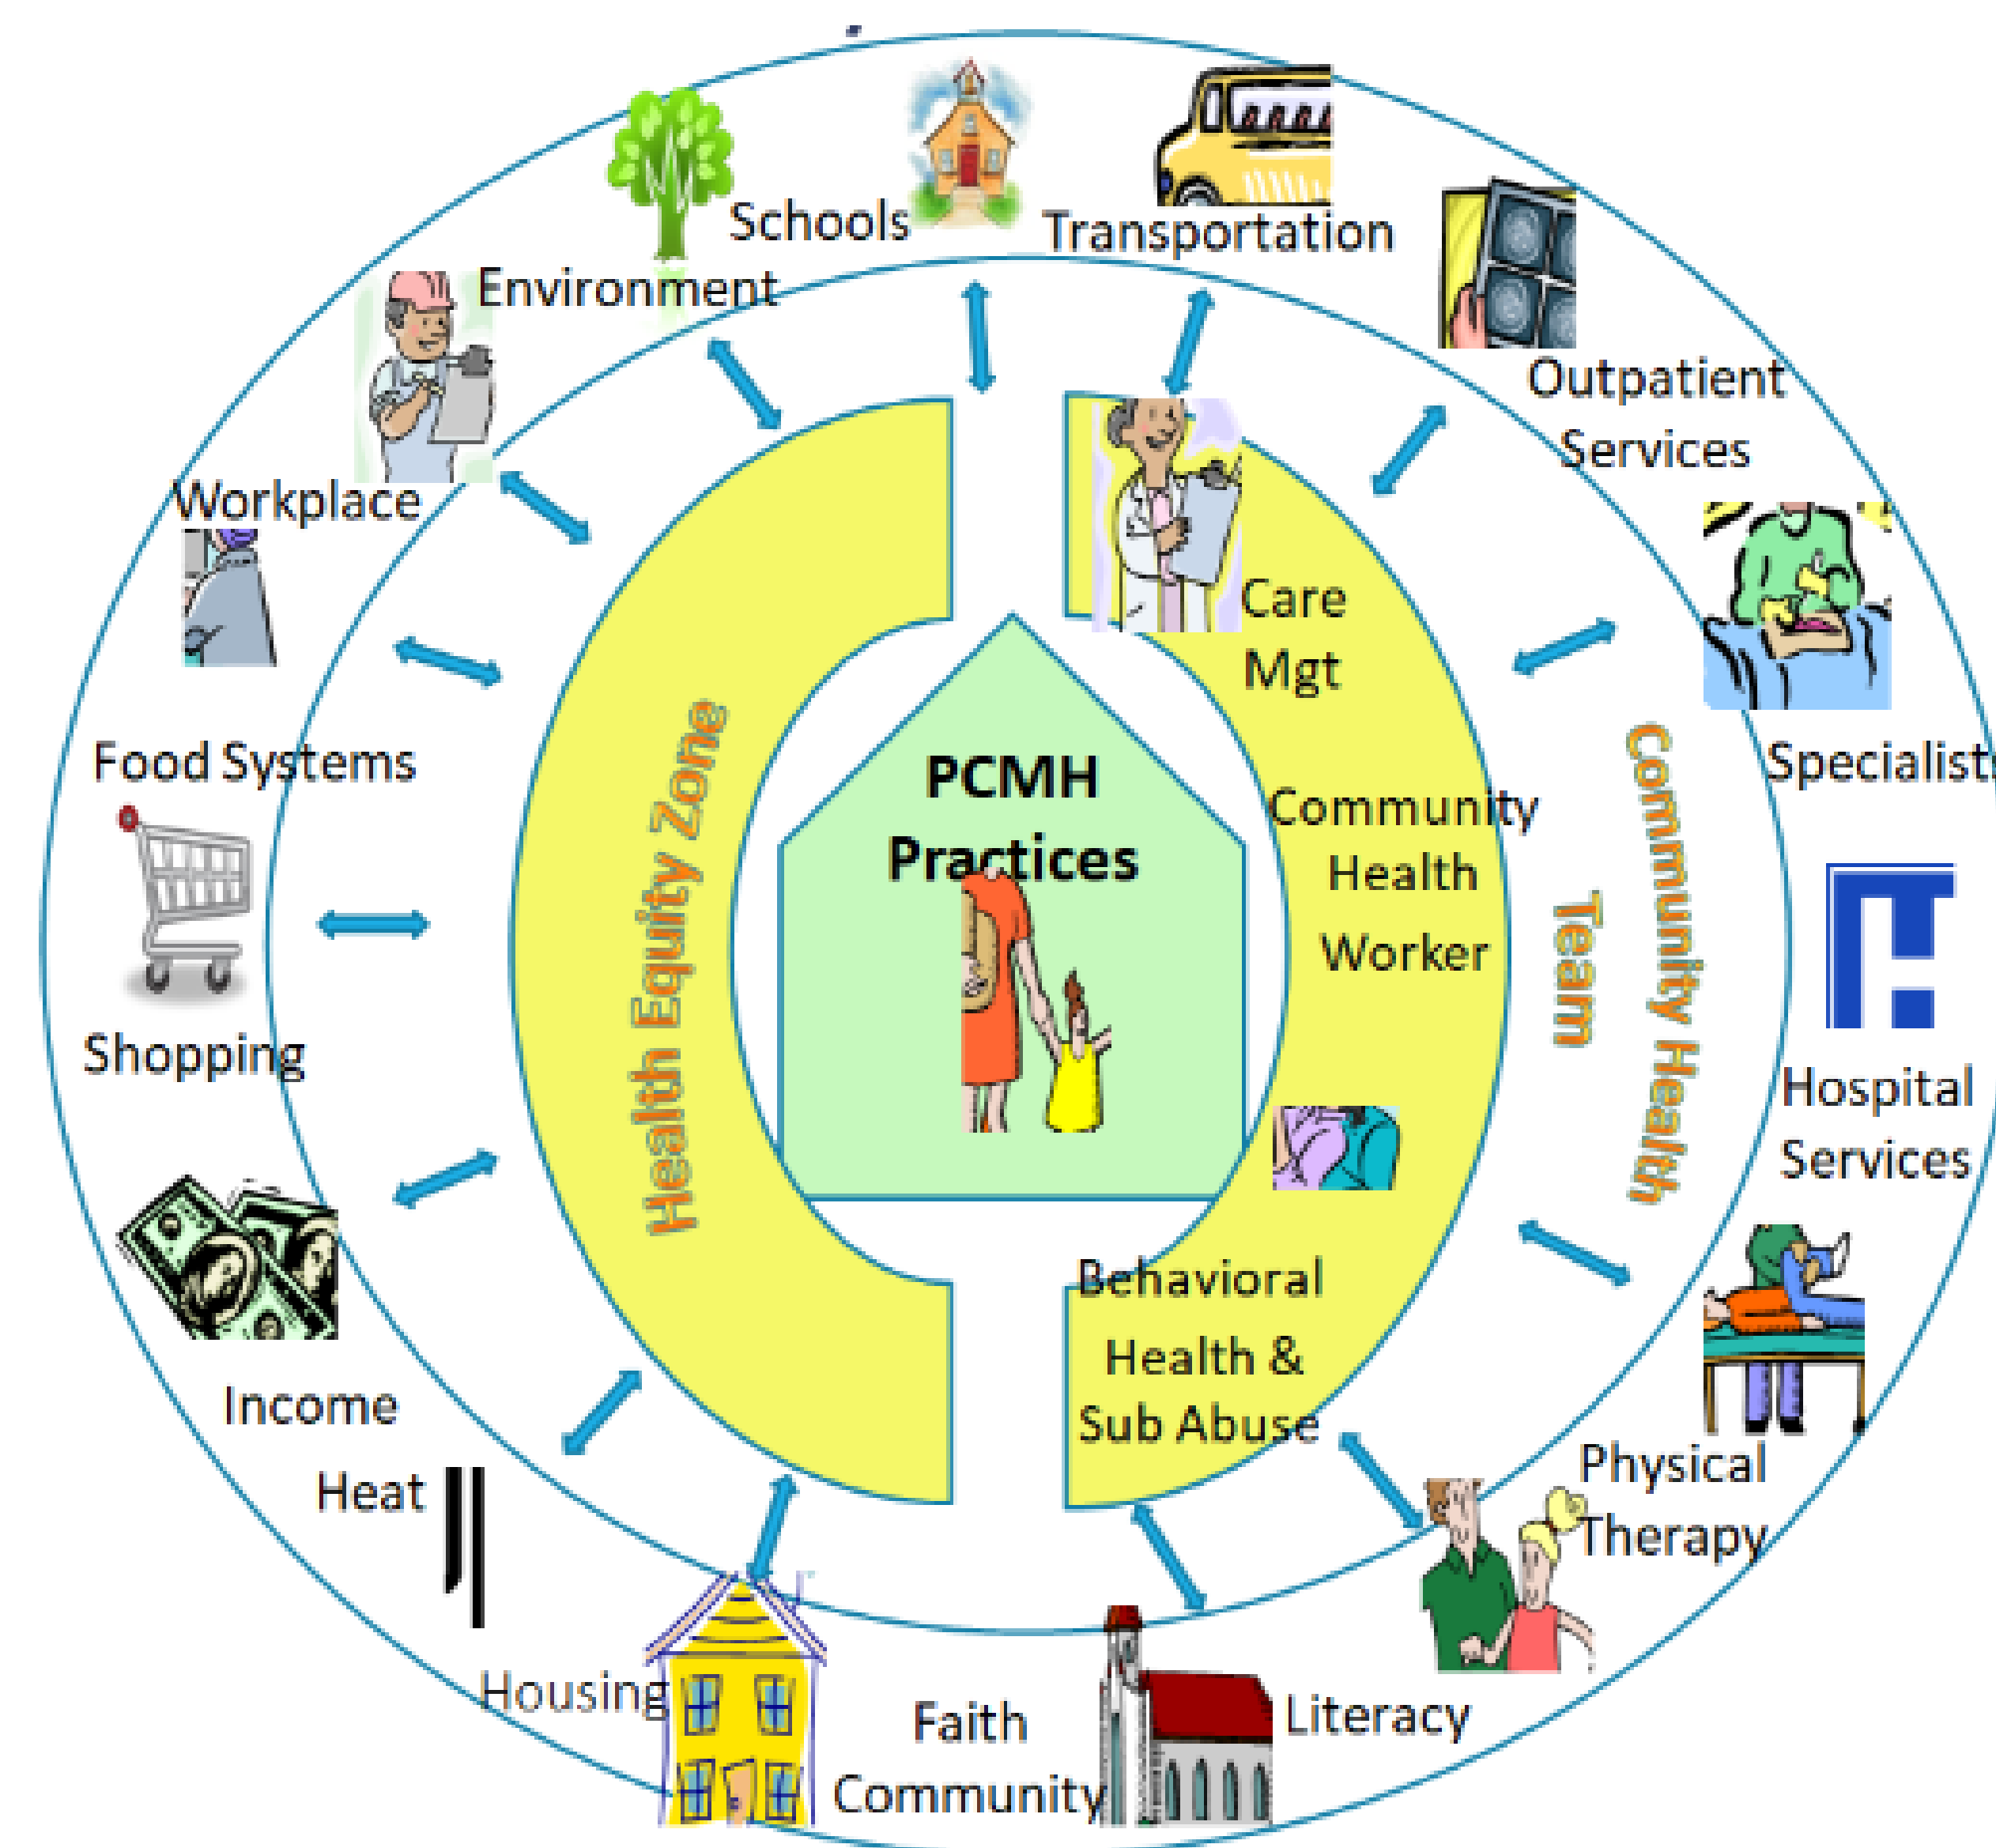 Schools
Transportation
Environment
Outpatient
Services
Workplace
Care
Mgt
Food Systems
PCMH
Practices
Specialists
Health Equity Zone
Community
Health
Worker
Community Health
Team
Shopping
Hospital
Services
Behavioral
Health &
Sub Abuse
Income
Heat
Physical
Therapy
Housing
Faith
Community
Literacy